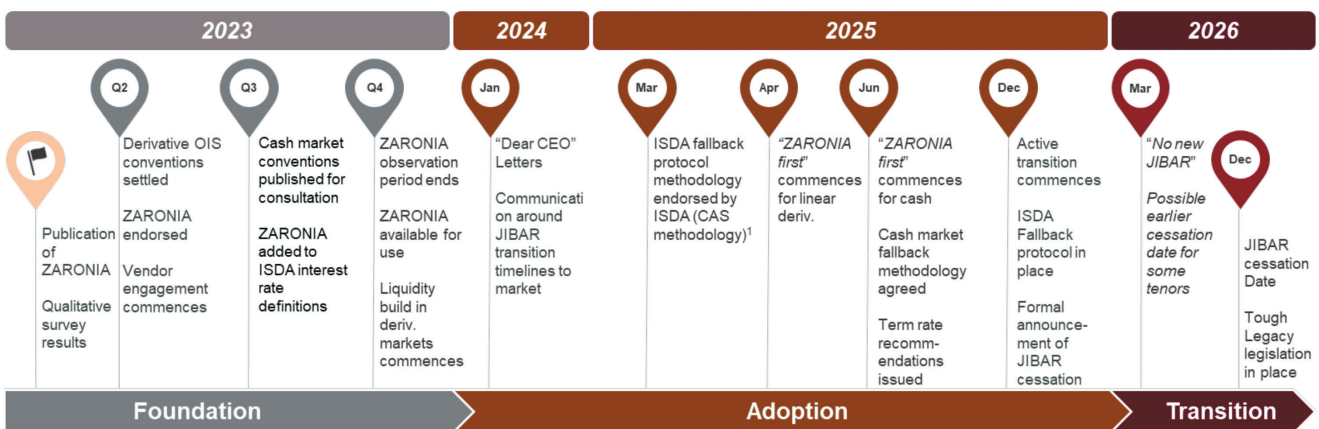 2023
2024
2025
2026
Publication
of
ZARONIA
Qualitative
survey
results
Q2
Derivative OIS
conventions
settled
ZARONIA
endorsed
Vendor
engagement
commences
Q3
Cash market
conventions
published for
consultation
ZARONIA
added to
ISDA interest
rate
definitions
Q4
ZARONIA
observation
period ends
ZARONIA
available for
use
Liquidity
build in
deriv.
markets
commences
Jan
“Dear CEO”
Letters
Communicati
on around
JIBAR
transition
timelines to
market
Mar
ISDA fallback
protocol
methodology
endorsed by
ISDA (CAS
methodology)¹
Apr
“ZARONIA
first”
commences
for linear
deriv.
Jun
“ZARONIA
first”
commences
for cash
Cash market
fallback
methodology
agreed
Term rate
recomm-
endations
issued
Dec
Active
transition
commences
ISDA
Fallback
protocol in
place
Formal
announce-
ment of
JIBAR
cessation
Mar
“No new
JIBAR”
Possible
earlier
cessation
date for
some
tenors
Dec
JIBAR
cessation
Date
Tough
Legacy
legislation
in place
Foundation
Adoption
Transition